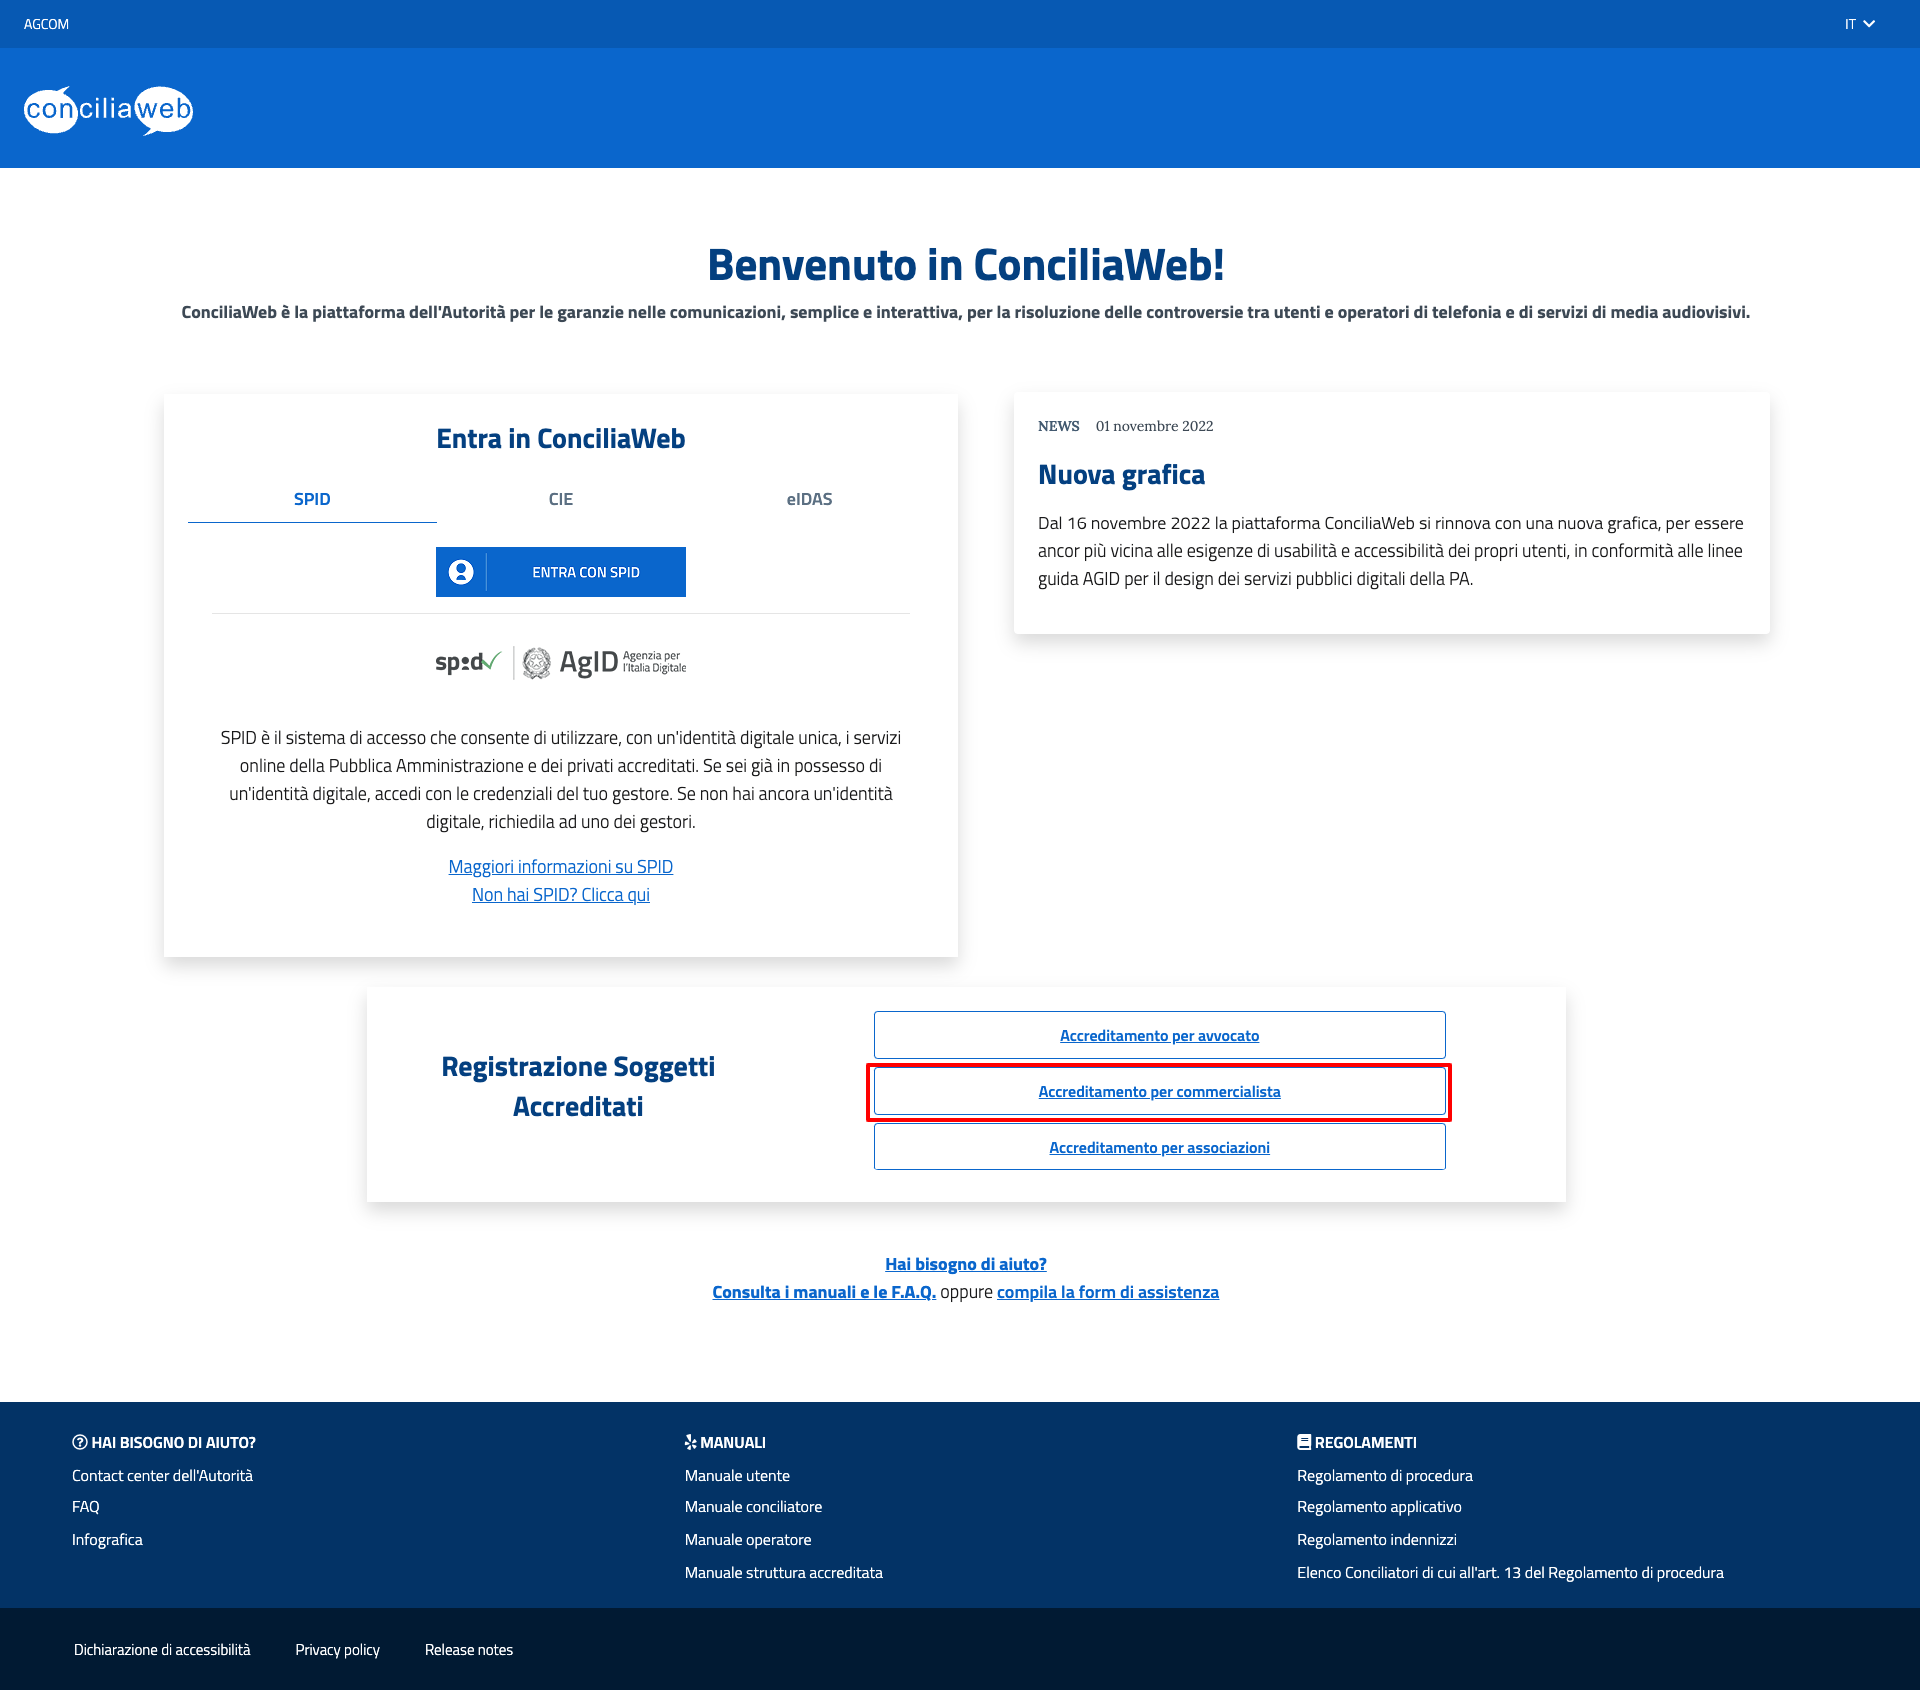 AGCOM
IT
conciliaweb
Benvenuto in ConciliaWeb!
ConciliaWeb è la piattaforma dell'Autorità per le garanzie nelle comunicazioni, semplice e interattiva, per la risoluzione delle controversie tra utenti e operatori di telefonia e di servizi di media audiovisivi.
Entra in ConciliaWeb
SPID
CIE
eIDAS
ENTRA CON SPID
spid
AgID
Agenzia per
l'Italia Digitale
SPID è il sistema di accesso che consente di utilizzare, con un'identità digitale unica, i servizi
online della Pubblica Amministrazione e dei privati accreditati. Se sei già in possesso di
un'identità digitale, accedi con le credenziali del tuo gestore. Se non hai ancora un'identità
digitale, richiedila ad uno dei gestori.
Maggiori informazioni su SPID
Non hai SPID? Clicca qui
NEWS 01 novembre 2022
Nuova grafica
Dal 16 novembre 2022 la piattaforma ConciliaWeb si rinnova con una nuova grafica, per essere
ancor più vicina alle esigenze di usabilità e accessibilità dei propri utenti, in conformità alle linee
guida AGID per il design dei servizi pubblici digitali della PA.
Registrazione Soggetti
Accreditati
Accreditamento per avvocato
Accreditamento per commercialista
Accreditamento per associazioni
Hai bisogno di aiuto?
Consulta i manuali e le F.A.Q. oppure compila la form di assistenza
HAI BISOGNO DI AIUTO?
Contact center dell'Autorità
FAQ
Infografica
MANUALI
Manuale utente
Manuale conciliatore
Manuale operatore
Manuale struttura accreditata
REGOLAMENTI
Regolamento di procedura
Regolamento applicativo
Regolamento indennizzi
Elenco Conciliatori di cui all'art. 13 del Regolamento di procedura
Dichiarazione di accessibilità
Privacy policy
Release notes